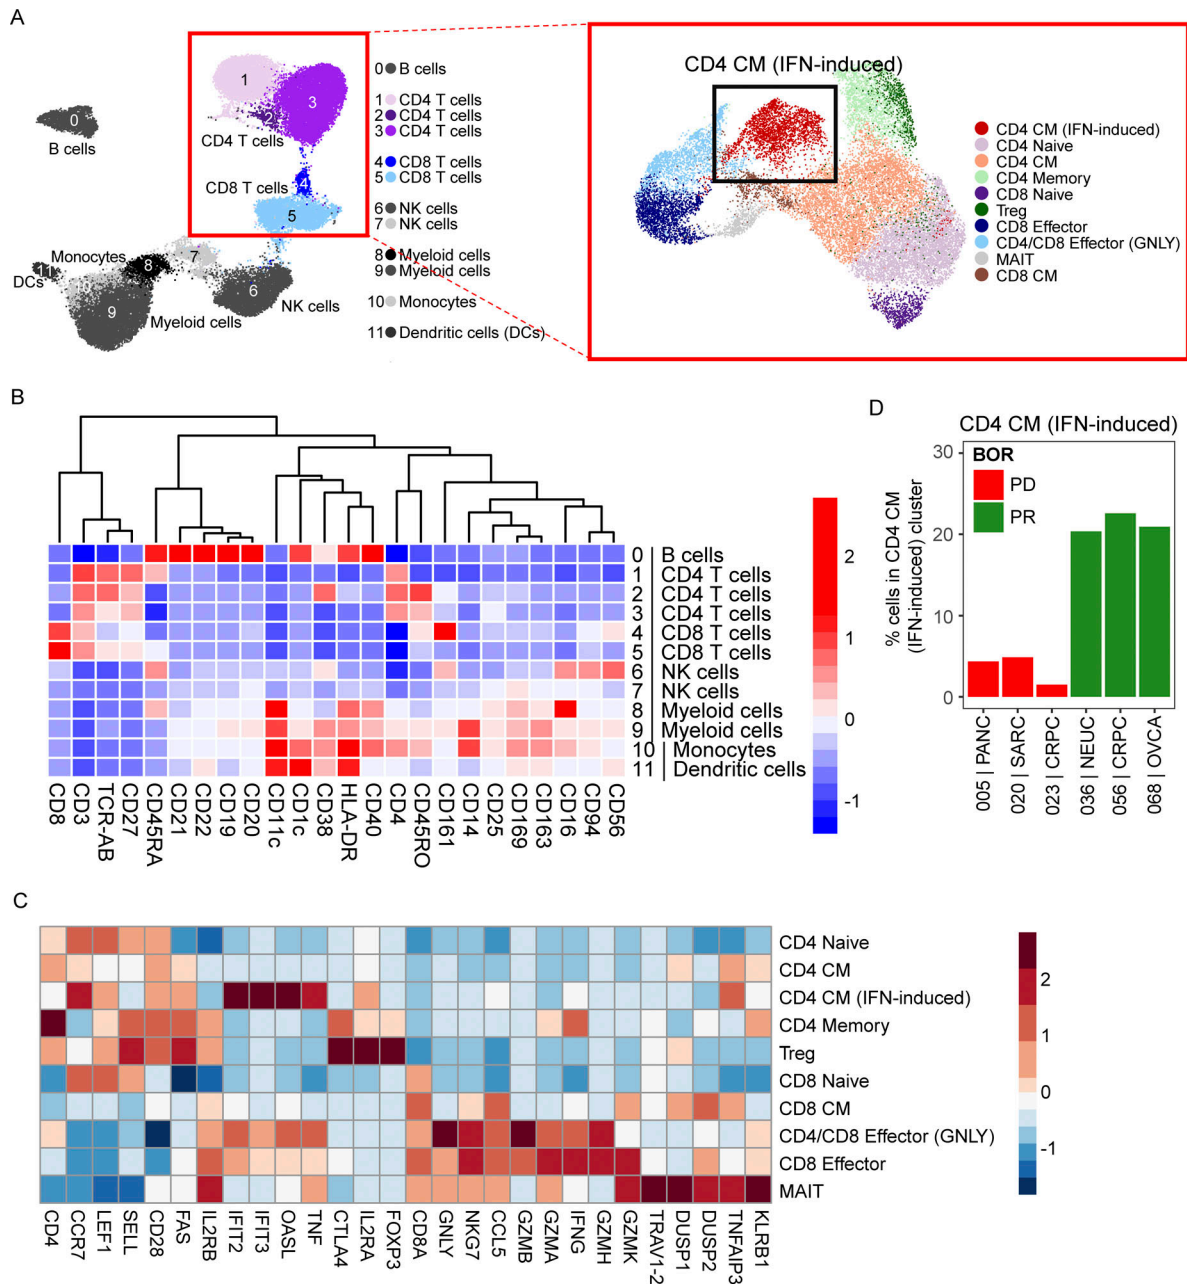 A
0
B cells
1
2
3
CD4 T cells
4
CD8 T cells
5
Monocytes
7
8
11
DCs
9
6
NK cells
Myeloid cells
0 B cells
1 CD4 T cells
2 CD4 T cells
3 CD4 T cells
4 CD8 T cells
5 CD8 T cells
6 NK cells
7 NK cells
8 Myeloid cells
9 Myeloid cells
10 Monocytes
11 Dendritic cells (DCs)
CD4 CM (IFN-induced)
CD4 CM (IFN-induced)
CD4 Naive
CD4 CM
CD4 Memory
CD8 Naive
Treg
CD8 Effector
CD4/CD8 Effector (GNLY)
MAIT
CD8 CM
B
0 B cells
1 CD4 T cells
2 CD4 T cells
3 CD4 T cells
4 CD8 T cells
5 CD8 T cells
6 NK cells
7 NK cells
8 Myeloid cells
9 Myeloid cells
10 Monocytes
11 Dendritic cells
CD8
CD3
TCR-AB
CD27
CD45RA
CD21
CD22
CD19
CD20
CD11c
CD1c
CD38
HLA-DR
CD40
CD4
CD45RO
CD161
CD14
CD25
CD169
CD163
CD16
CD94
CD56
2
1
0
-1
D
CD4 CM (IFN-induced)
BOR
PD
PR
% cells in CD4 CM
(IFN-induced) cluster
30
20
10
0
005 | PANC
020 | SARC
023 | CRPC
036 | NEUC
056 | CRPC
068 | OVCA
C
CD4 Naive
CD4 CM
CD4 CM (IFN-induced)
CD4 Memory
Treg
CD8 Naive
CD8 CM
CD4/CD8 Effector (GNLY)
CD8 Effector
MAIT
CD4
CCR7
LEF1
SELL
CD28
FAS
IL2RB
IFIT2
IFIT3
OASL
TNF
CTLA4
IL2RA
FOXP3
CD8A
GNLY
NKG7
CCL5
GZMB
GZMA
IFNG
GZMH
GZMK
TRAV1-2
DUSP1
DUSP2
TNFAIP3
KLRB1
2
1
0
-1